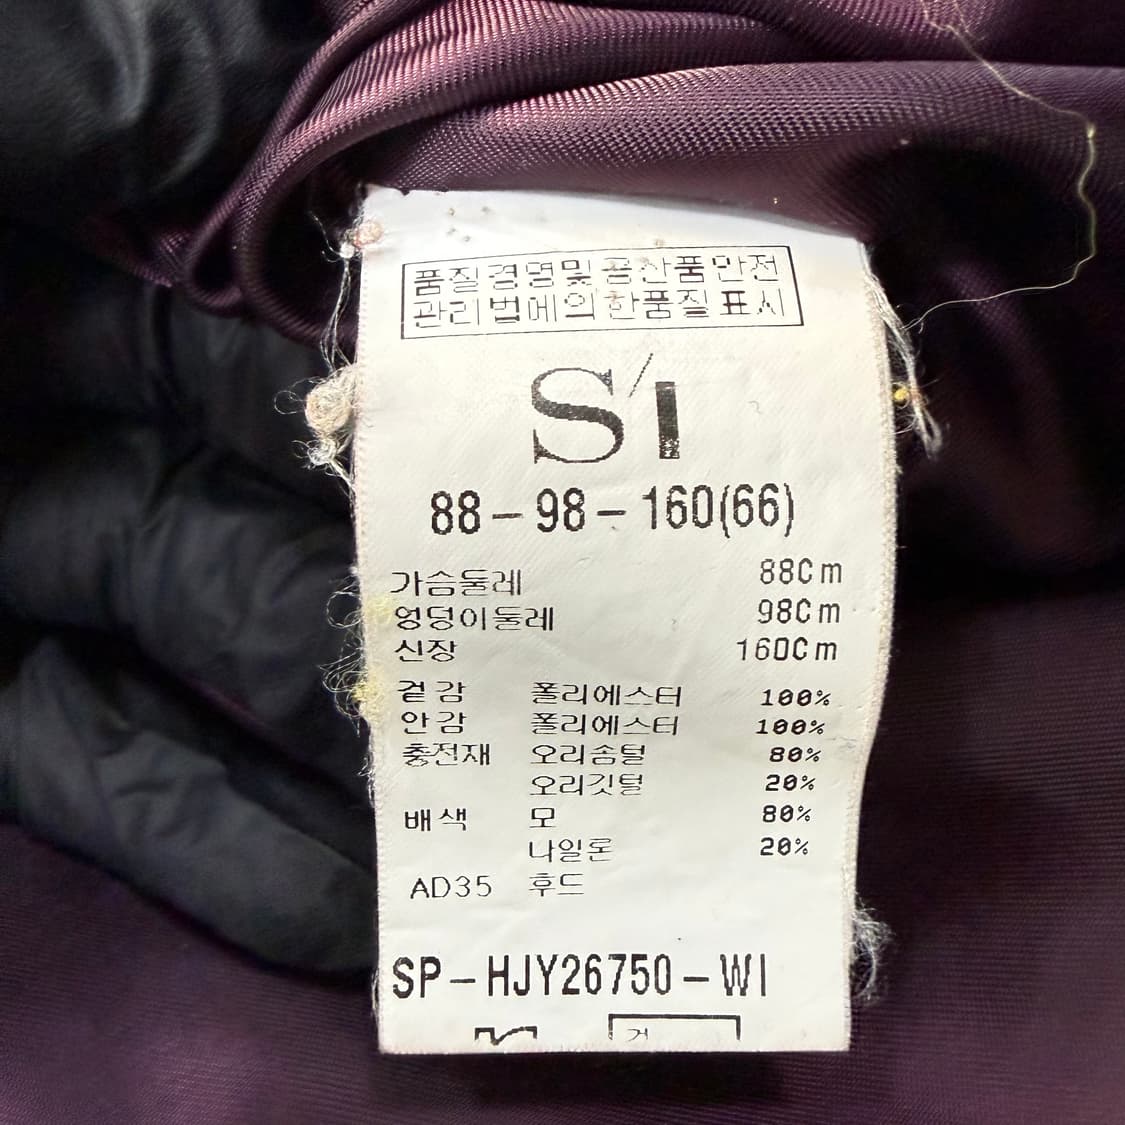 품질경영및공산품안전
관리법에의한품질표시
S/I
88-98-160(66)
가슴둘레 88Cm
엉덩이둘레 98Cm
신장 160Cm
겉감 폴리에스터 100%
안감 폴리에스터 100%
충전재 오리솜털 80%
오리깃털 20%
배색 모 80%
나일론 20%
AD35 후드
SP-HJY26750-WI